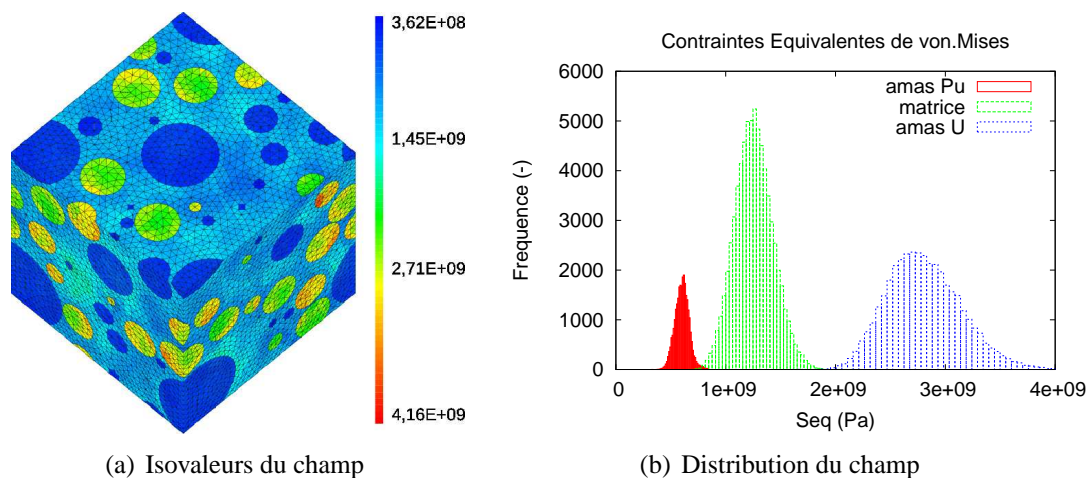 3,62E+08
1,45E+09
2,71E+09
4,16E+09
(a) Isovaleurs du champ
Contraintes Equivalentes de von.Mises
amas Pu
matrice
amas U
Frequence (-)
6000
5000
4000
3000
2000
1000
0
0 1e+09 2e+09 3e+09 4e+09
Seq (Pa)
(b) Distribution du champ